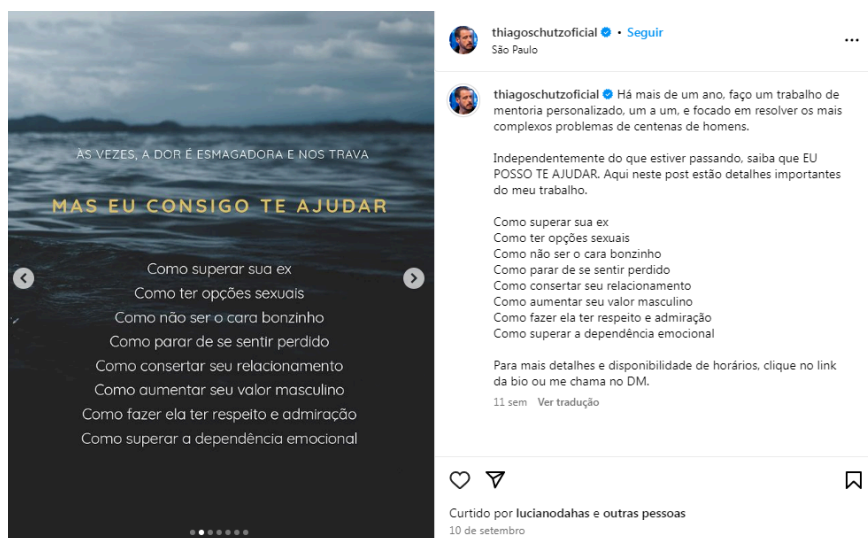 ÀS VEZES, A DOR É ESMAGADORA E NOS TRAVA
MAS EU CONSIGO TE AJUDAR
Como superar sua ex
Como ter opções sexuais
Como não ser o cara bonzinho
Como parar de se sentir perdido
Como consertar seu relacionamento
Como aumentar seu valor masculino
Como fazer ela ter respeito e admiração
Como superar a dependência emocional
thiagoschutzoficial • Seguir
São Paulo
thiagoschutzoficial Há mais de um ano, faço um trabalho de
mentoria personalizado, um a um, e focado em resolver os mais
complexos problemas de centenas de homens.
Independentemente do que estiver passando, saiba que EU
POSSO TE AJUDAR. Aqui neste post estão detalhes importantes
do meu trabalho.
Como superar sua ex
Como ter opções sexuais
Como não ser o cara bonzinho
Como parar de se sentir perdido
Como consertar seu relacionamento
Como aumentar seu valor masculino
Como fazer ela ter respeito e admiração
Como superar a dependência emocional
Para mais detalhes e disponibilidade de horários, clique no link
da bio ou me chama no DM.
11 sem Ver tradução
Curtido por lucianodahas e outras pessoas
10 de setembro